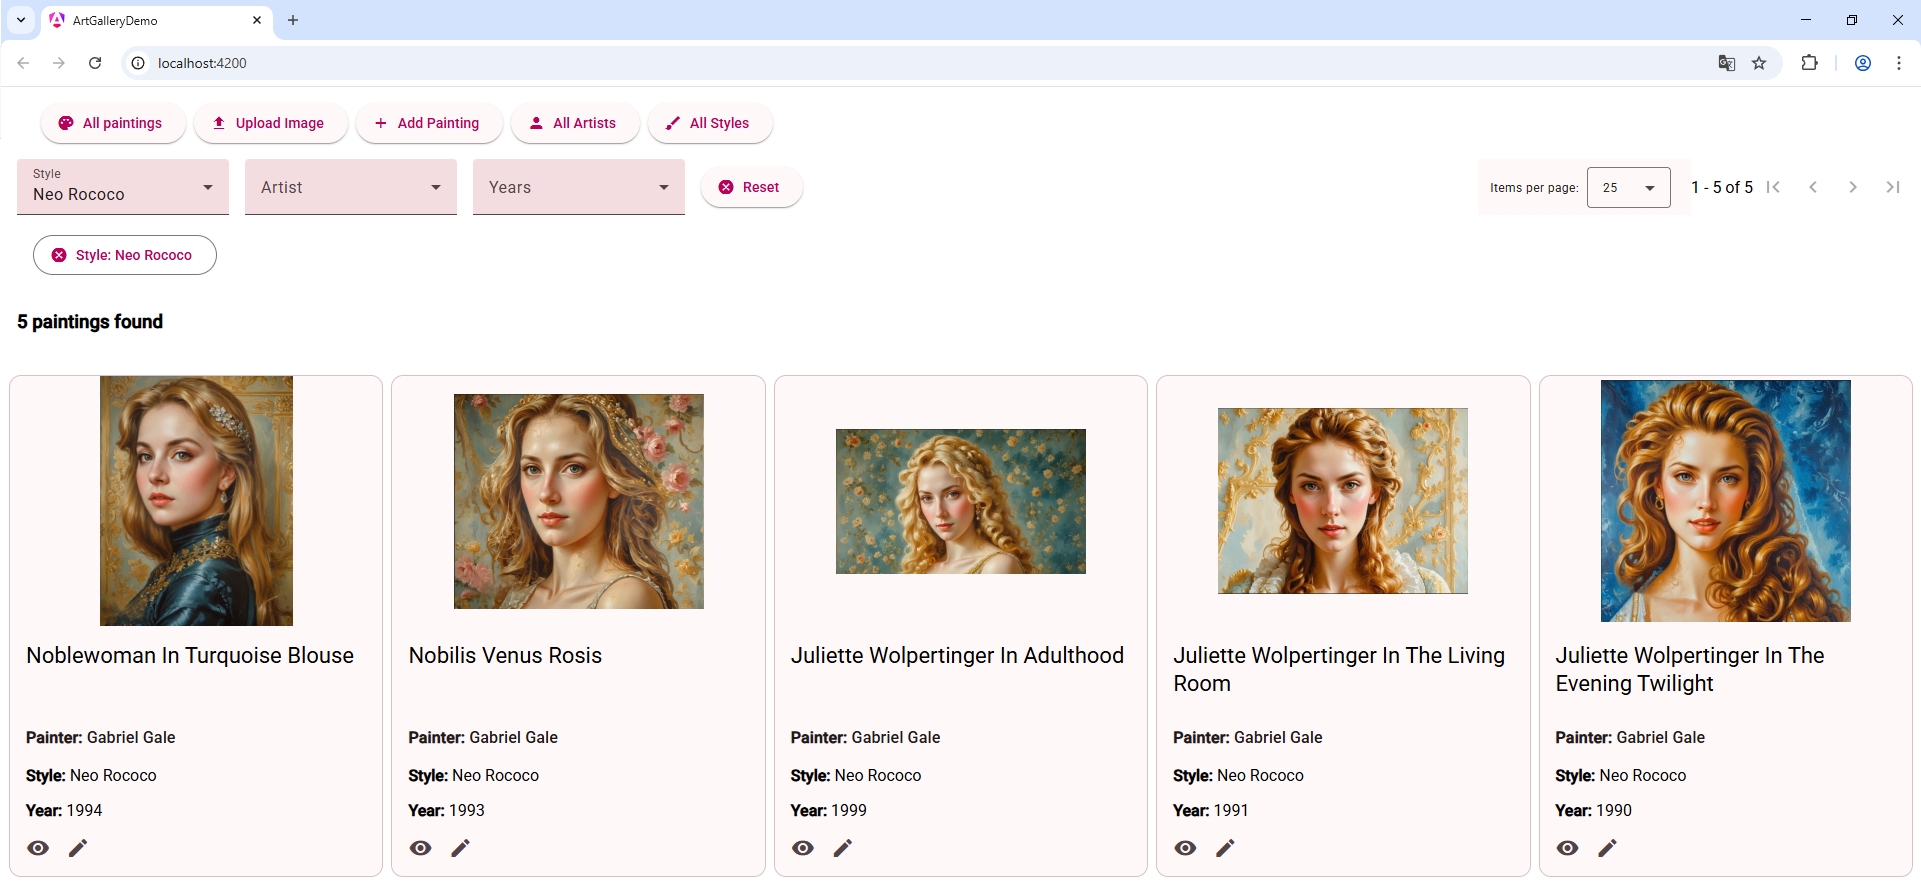 ArtGalleryDemo
localhost:4200
All paintings Upload Image Add Painting All Artists All Styles
Style
Neo Rococo Artist Years Reset Items per page: 25 1 - 5 of 5
Style: Neo Rococo
5 paintings found
Noblewoman In Turquoise Blouse
Painter: Gabriel Gale
Style: Neo Rococo
Year: 1994
Nobilis Venus Rosis
Painter: Gabriel Gale
Style: Neo Rococo
Year: 1993
Juliette Wolpertinger In Adulthood
Painter: Gabriel Gale
Style: Neo Rococo
Year: 1999
Juliette Wolpertinger In The Living
Room
Painter: Gabriel Gale
Style: Neo Rococo
Year: 1991
Juliette Wolpertinger In The
Evening Twilight
Painter: Gabriel Gale
Style: Neo Rococo
Year: 1990